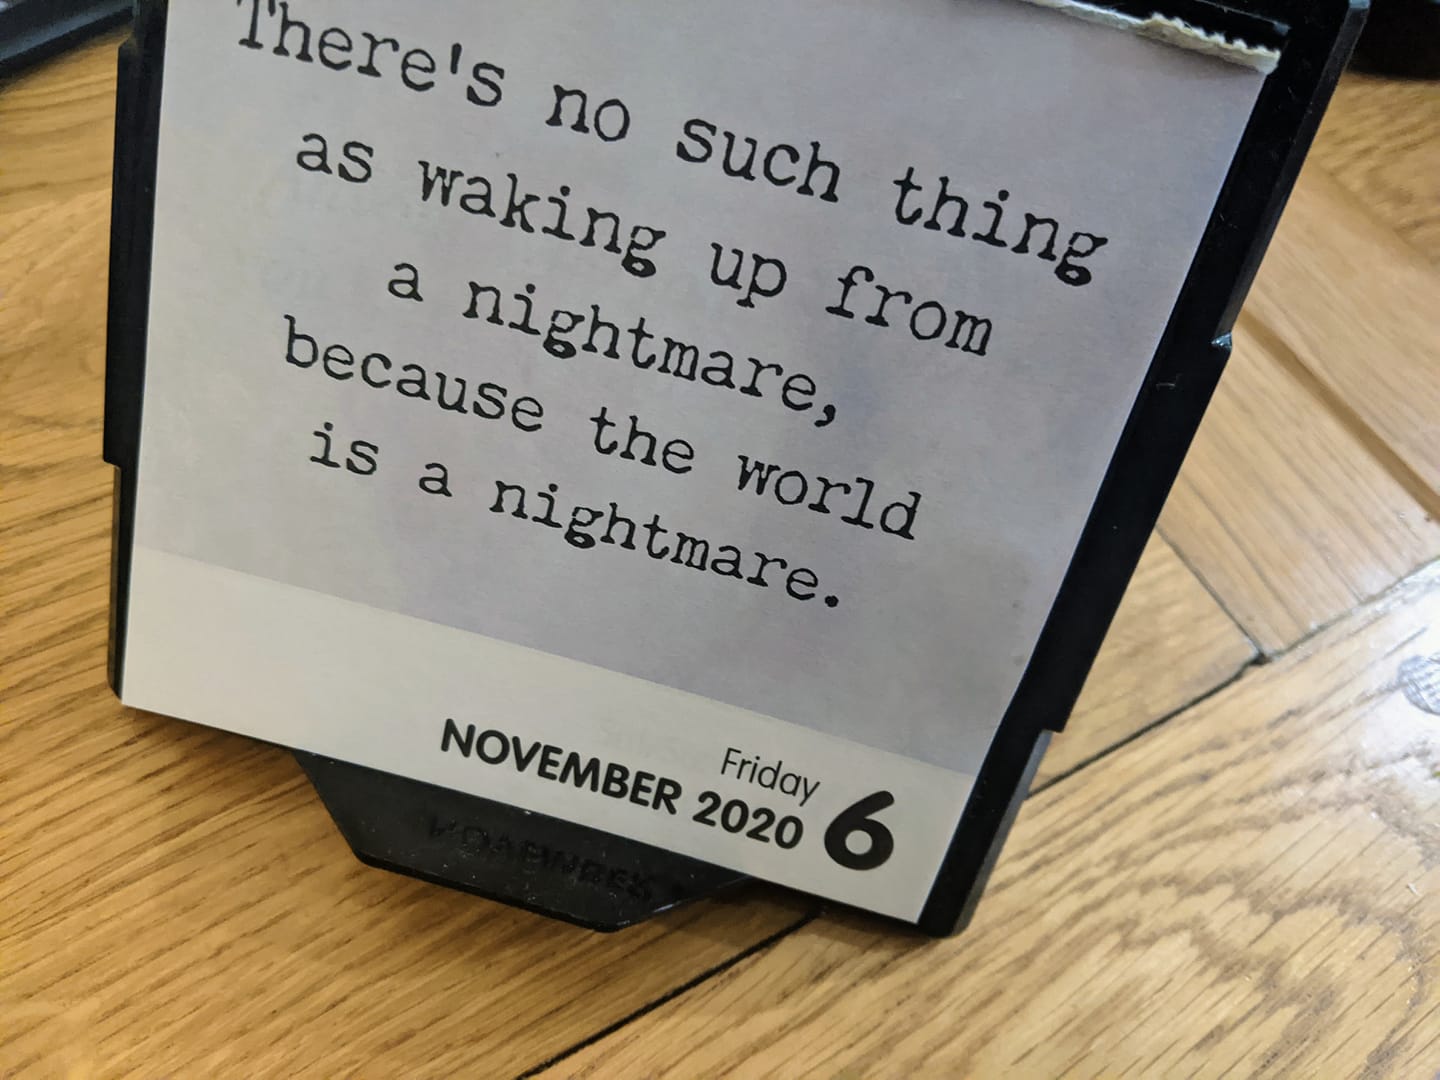 There's no such thing
as waking up from
a nightmare,
because the world
is a nightmare.
Friday
NOVEMBER 2020 6